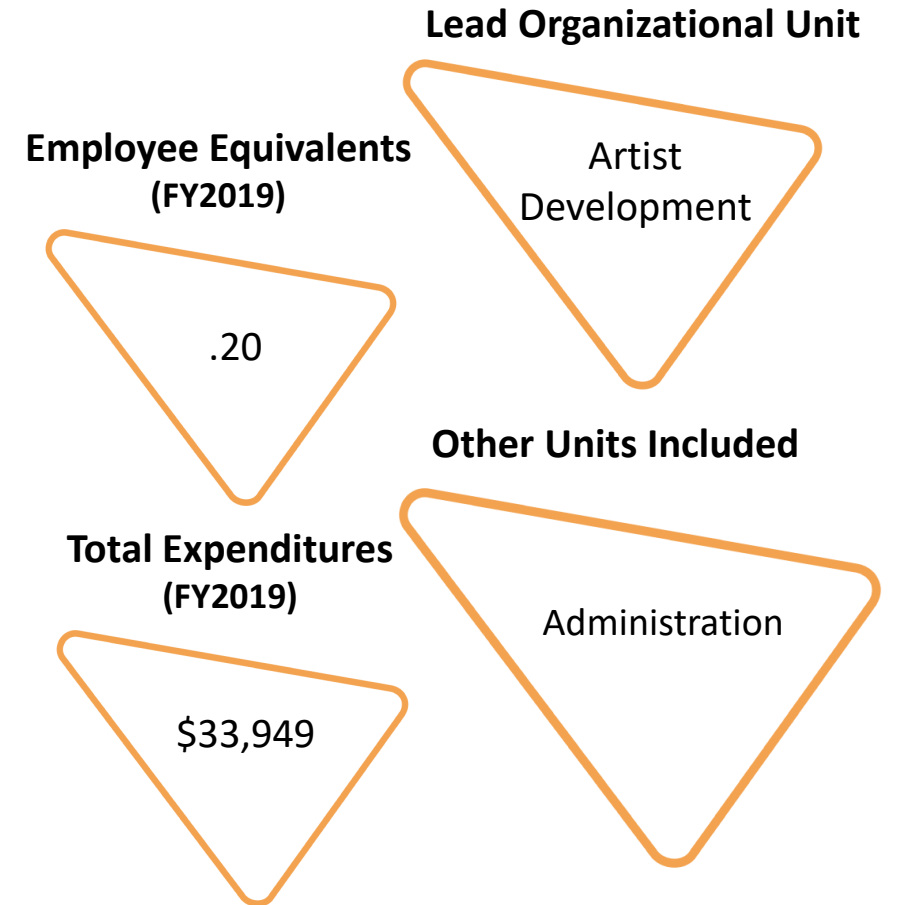 Lead Organizational Unit
Artist
Development
Employee Equivalents
(FY2019)
.20
Other Units Included
Administration
Total Expenditures
(FY2019)
$33,949